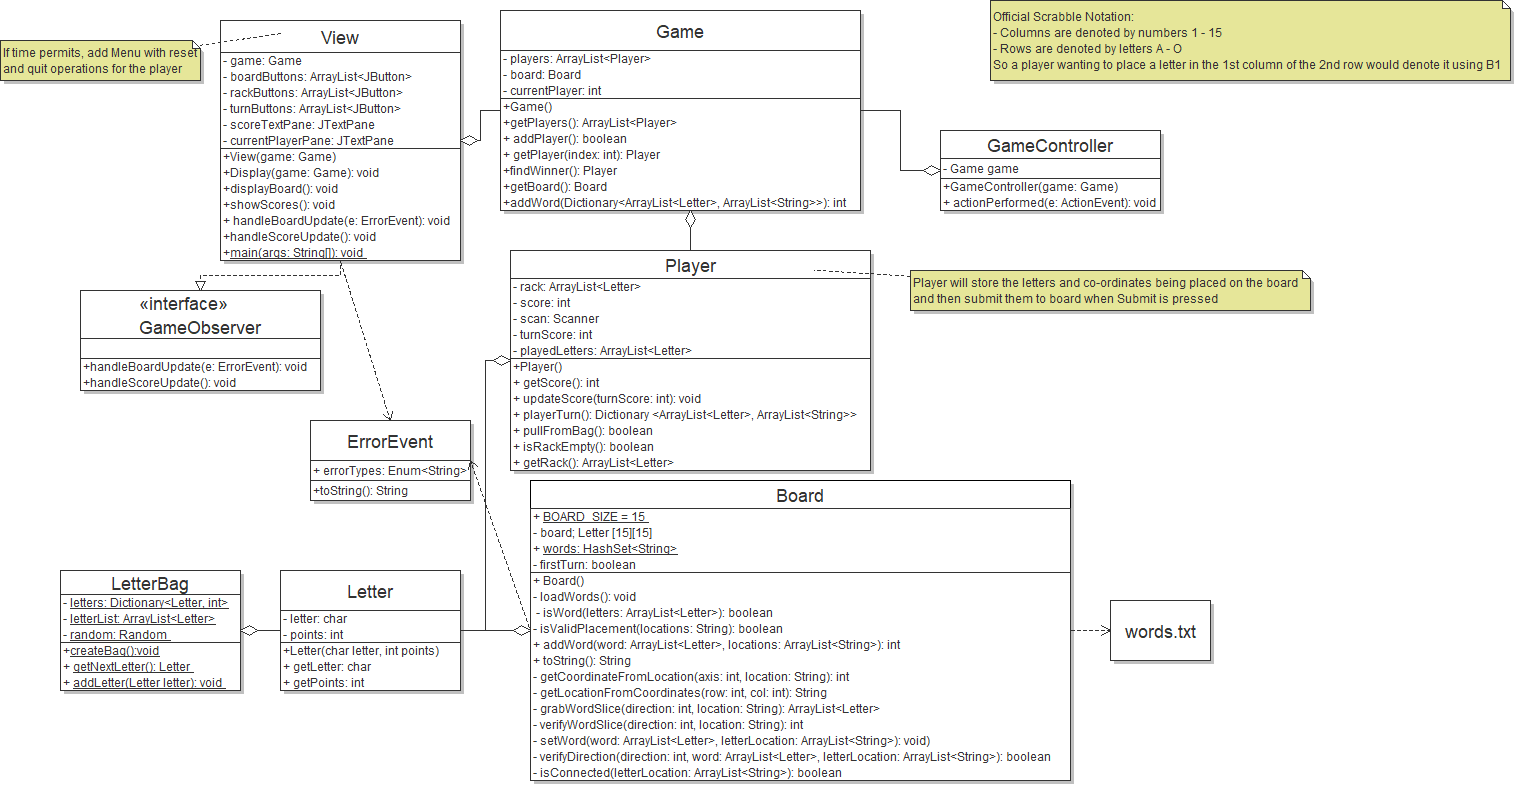 If time permits, add Menu with reset
and quit operations for the player
View
- game: Game
- boardButtons: ArrayList<JButton>
- rackButtons: ArrayList<JButton>
- turnButtons: ArrayList<JButton>
- scoreTextPane: JTextPane
- currentPlayerPane: JTextPane
+View(game: Game)
+Display(game: Game): void
+displayBoard(): void
+showScores(): void
+ handleBoardUpdate(e: ErrorEvent): void
+handleScoreUpdate(): void
+main(args: String[]): void
Game
- players: ArrayList<Player>
- board: Board
- currentPlayer: int
+Game()
+getPlayers(): ArrayList<Player>
+ addPlayer(): boolean
+ getPlayer(index: int): Player
+findWinner(): Player
+getBoard(): Board
+addWord(Dictionary<ArrayList<Letter>, ArrayList<String>>): int
Official Scrabble Notation:
- Columns are denoted by numbers 1 - 15
- Rows are denoted by letters A - O
So a player wanting to place a letter in the 1st column of the 2nd row would denote it using B1
GameController
- Game game
+GameController(game: Game)
+ actionPerformed(e: ActionEvent): void
«interface»
GameObserver
+handleBoardUpdate(e: ErrorEvent): void
+handleScoreUpdate(): void
Player
- rack: ArrayList<Letter>
- score: int
- scan: Scanner
- turnScore: int
- playedLetters: ArrayList<Letter>
+Player()
+ getScore(): int
+ updateScore(turnScore: int): void
+ playerTurn(): Dictionary <ArrayList<Letter>, ArrayList<String>>
+ pullFromBag(): boolean
+ isRackEmpty(): boolean
+ getRack(): ArrayList<Letter>
Player will store the letters and co-ordinates being placed on the board
and then submit them to board when Submit is pressed
ErrorEvent
+ errorTypes: Enum<String>
+toString(): String
Board
+ BOARD_SIZE = 15
- board; Letter [15][15]
+ words: HashSet<String>
- firstTurn: boolean
+ Board()
- loadWords(): void
- isWord(letters: ArrayList<Letter>): boolean
- isValidPlacement(locations: String): boolean
+ addWord(word: ArrayList<Letter>, locations: ArrayList<String>): int
+ toString(): String
- getCoordinateFromLocation(axis: int, location: String): int
- getLocationFromCoordinates(row: int, col: int): String
- grabWordSlice(direction: int, location: String): ArrayList<Letter>
- verifyWordSlice(direction: int, location: String): int
- setWord(word: ArrayList<Letter>, letterLocation: ArrayList<String>): void)
- verifyDirection(direction: int, word: ArrayList<Letter>, letterLocation: ArrayList<String>): boolean
- isConnected(letterLocation: ArrayList<String>): boolean
LetterBag
- letters: Dictionary<Letter, int>
- letterList: ArrayList<Letter>
- random: Random
+createBag():void
+ getNextLetter(): Letter
+ addLetter(Letter letter): void
Letter
- letter: char
- points: int
+Letter(char letter, int points)
+ getLetter: char
+ getPoints: int
words.txt